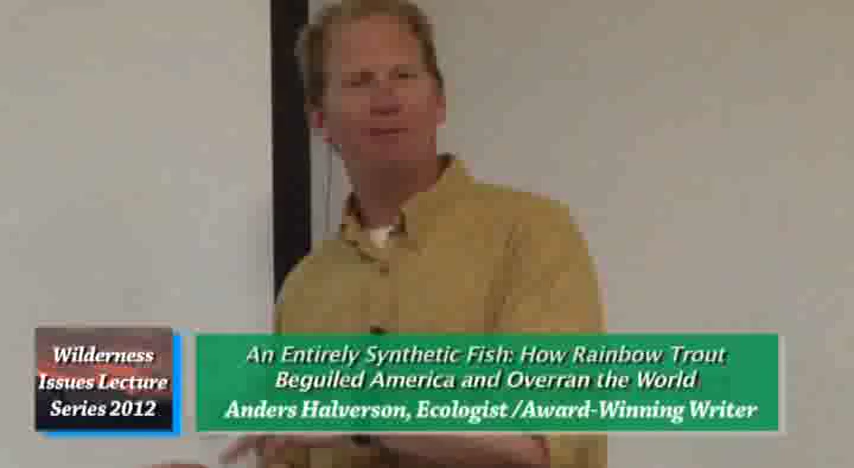 Wilderness
Issues Lecture
Series 2012
An Entirely Synthetic Fish: How Rainbow Trout
Beguiled America and Overran the World
Anders Halverson, Ecologist /Award-Winning Writer